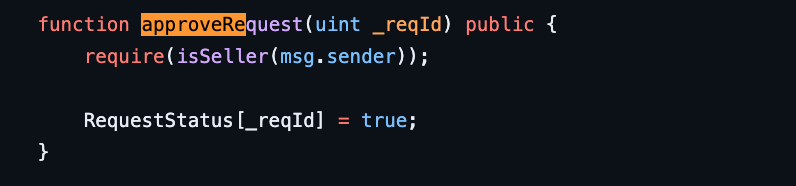 function approveRequest(uint _reqId) public {
require(isSeller(msg.sender));
RequestStatus[_reqId] = true;
}